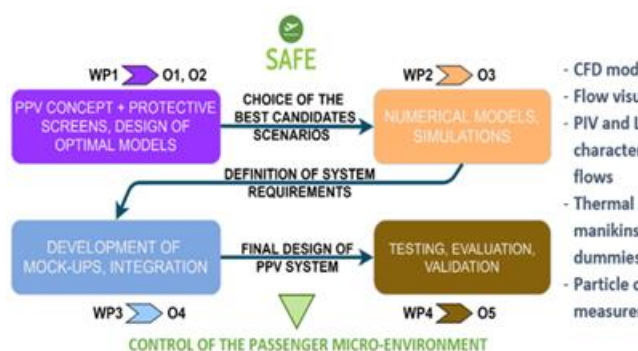 SAFE
WP1 O1, O2
WP2 O3
PPV CONCEPT + PROTECTIVE
SCREENS, DESIGN OF
OPTIMAL MODELS
CHOICE OF THE
BEST CANDIDATES
SCENARIOS
NUMERICAL MODELS,
SIMULATIONS
DEFINITION OF SYSTEM
REQUIREMENTS
DEVELOPMENT OF
MOCK-UPS, INTEGRATION
FINAL DESIGN OF
PPV SYSTEM
TESTING, EVALUATION,
VALIDATION
WP3 O4
WP4 O5
CONTROL OF THE PASSENGER MICRO-ENVIRONMENT
- CFD mod
- Flow visu
- PIV and L
character
flows
- Thermal
manikins
dummies
- Particle c
measurem